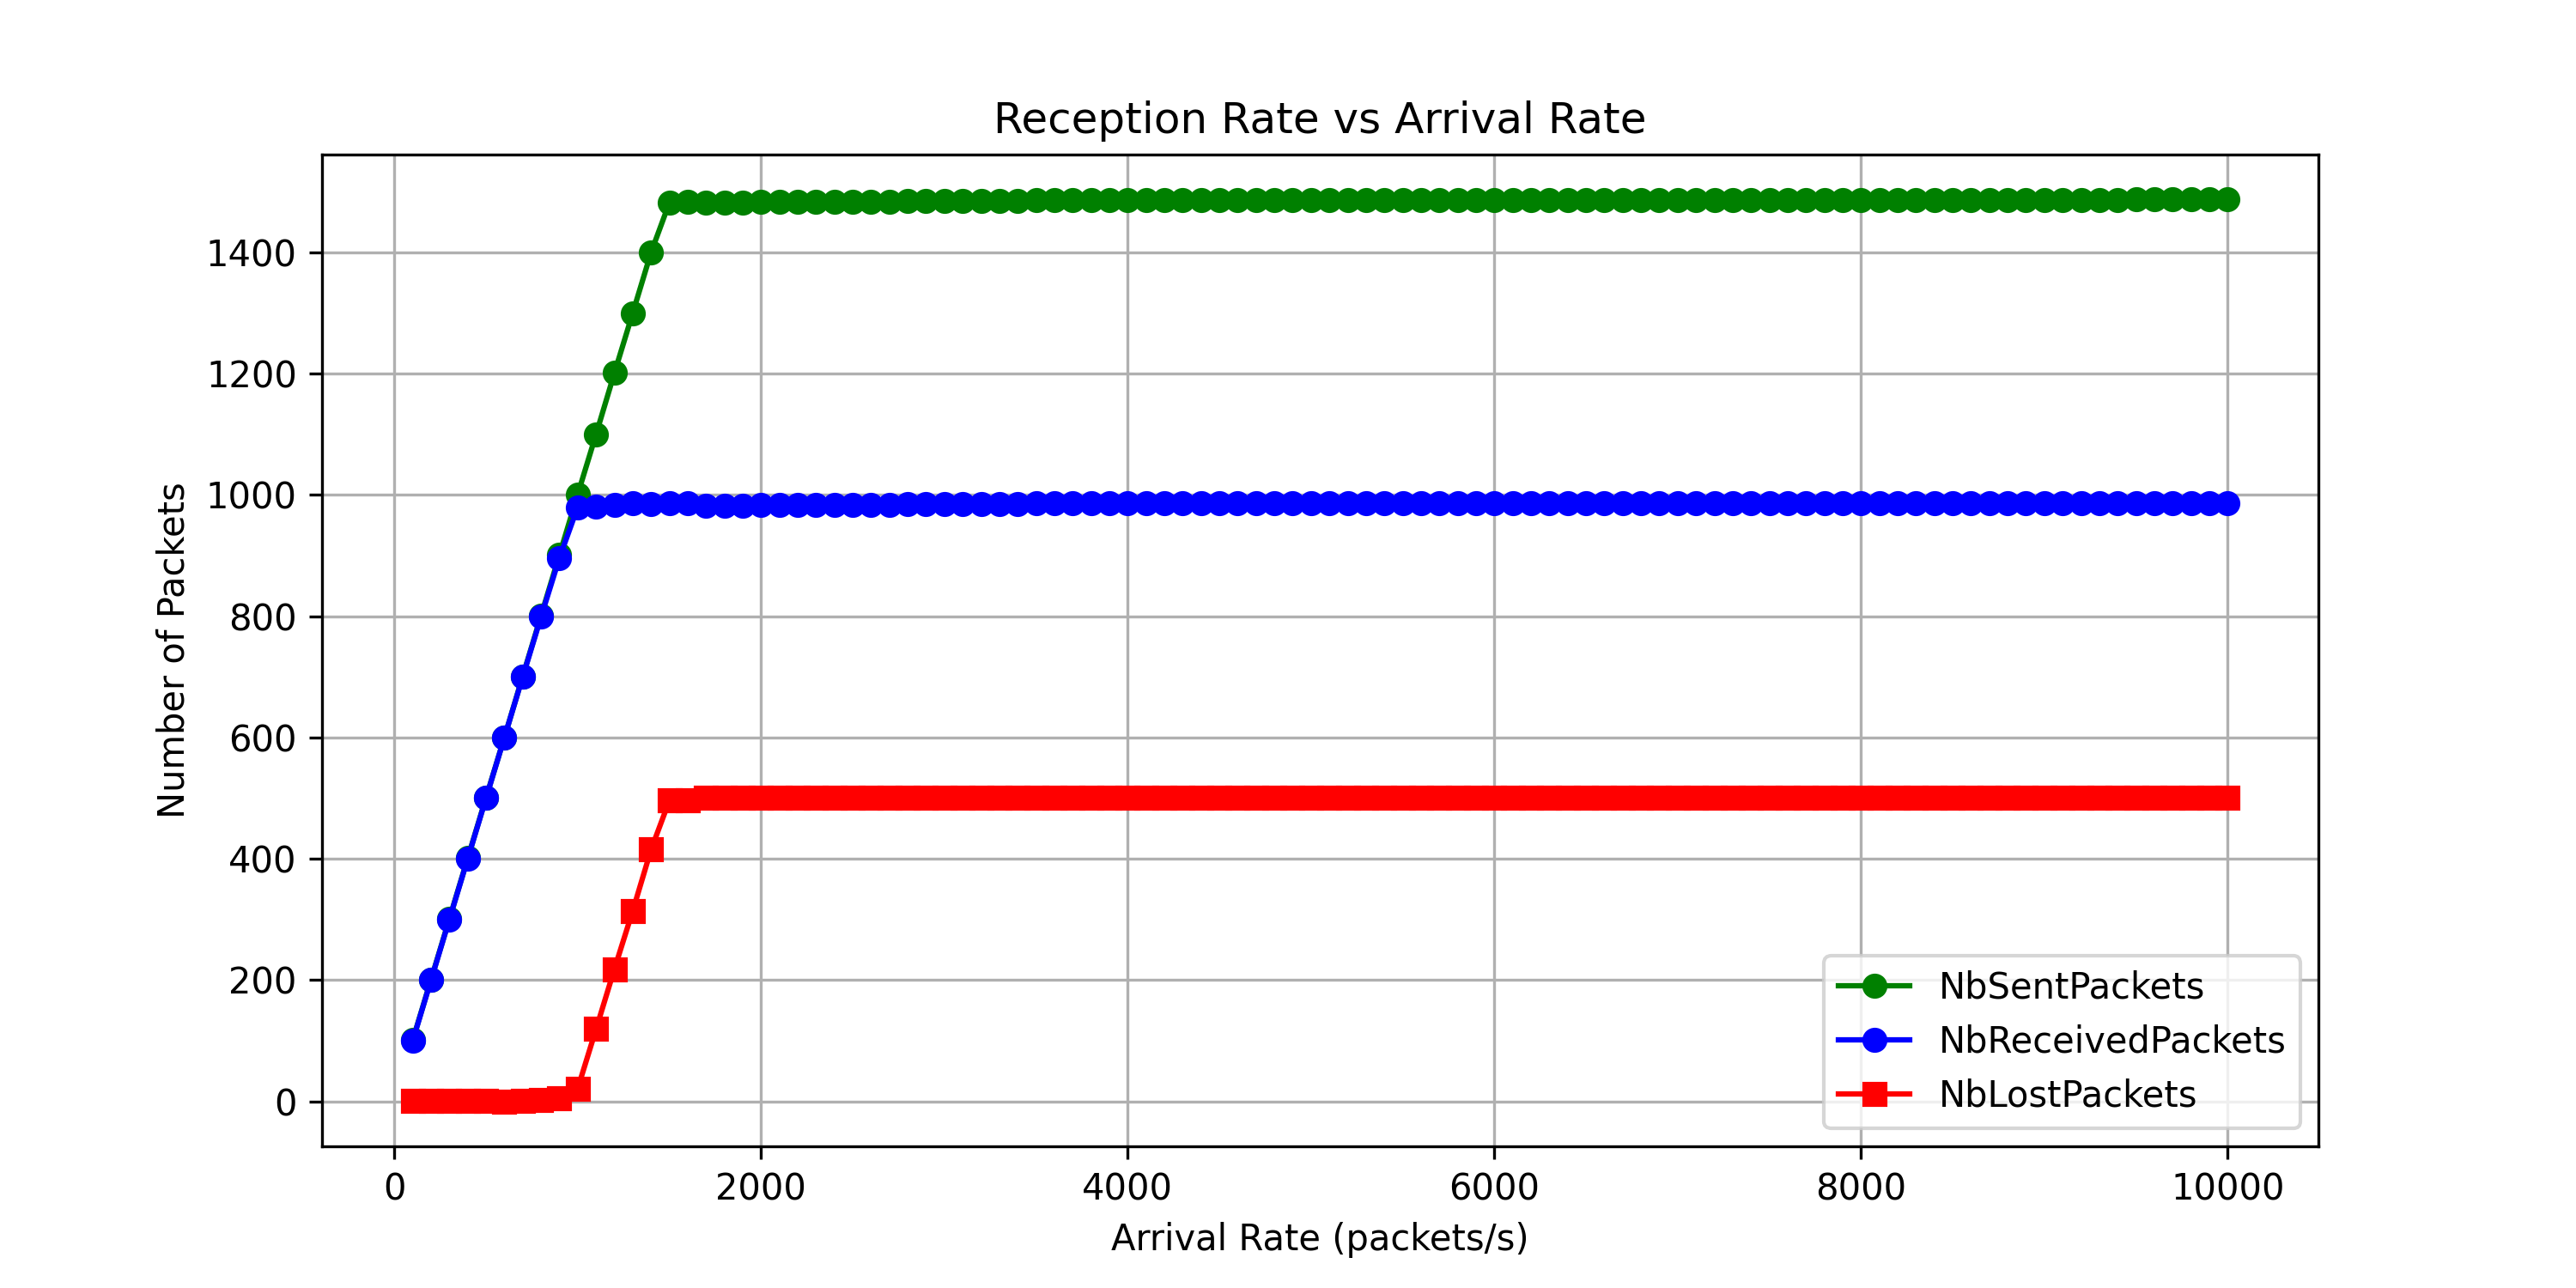 Reception Rate vs Arrival Rate
Number of Packets
1400
1200
1000
800
600
400
200
0
0 2000 4000 6000 8000 10000
Arrival Rate (packets/s)
NbSentPackets
NbReceivedPackets
NbLostPackets